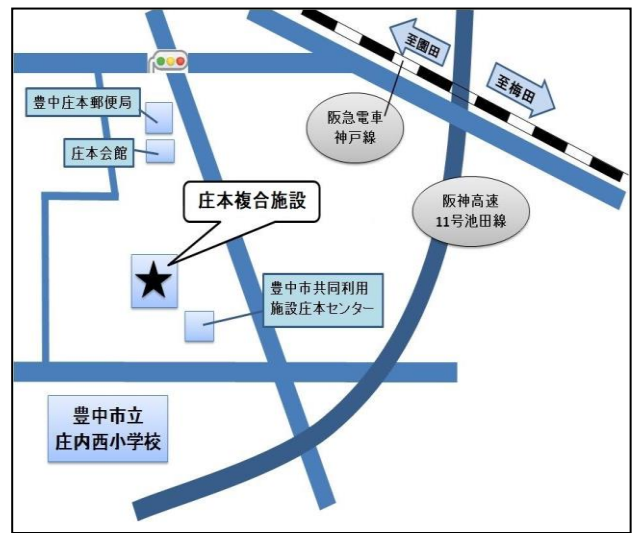 至園田
至梅田
豊中庄本郵便局
阪急電車
神戸線
庄本会館
庄本複合施設
阪神高速
11号池田線
豊中市共同利用
施設庄本センター
豊中市立
庄内西小学校